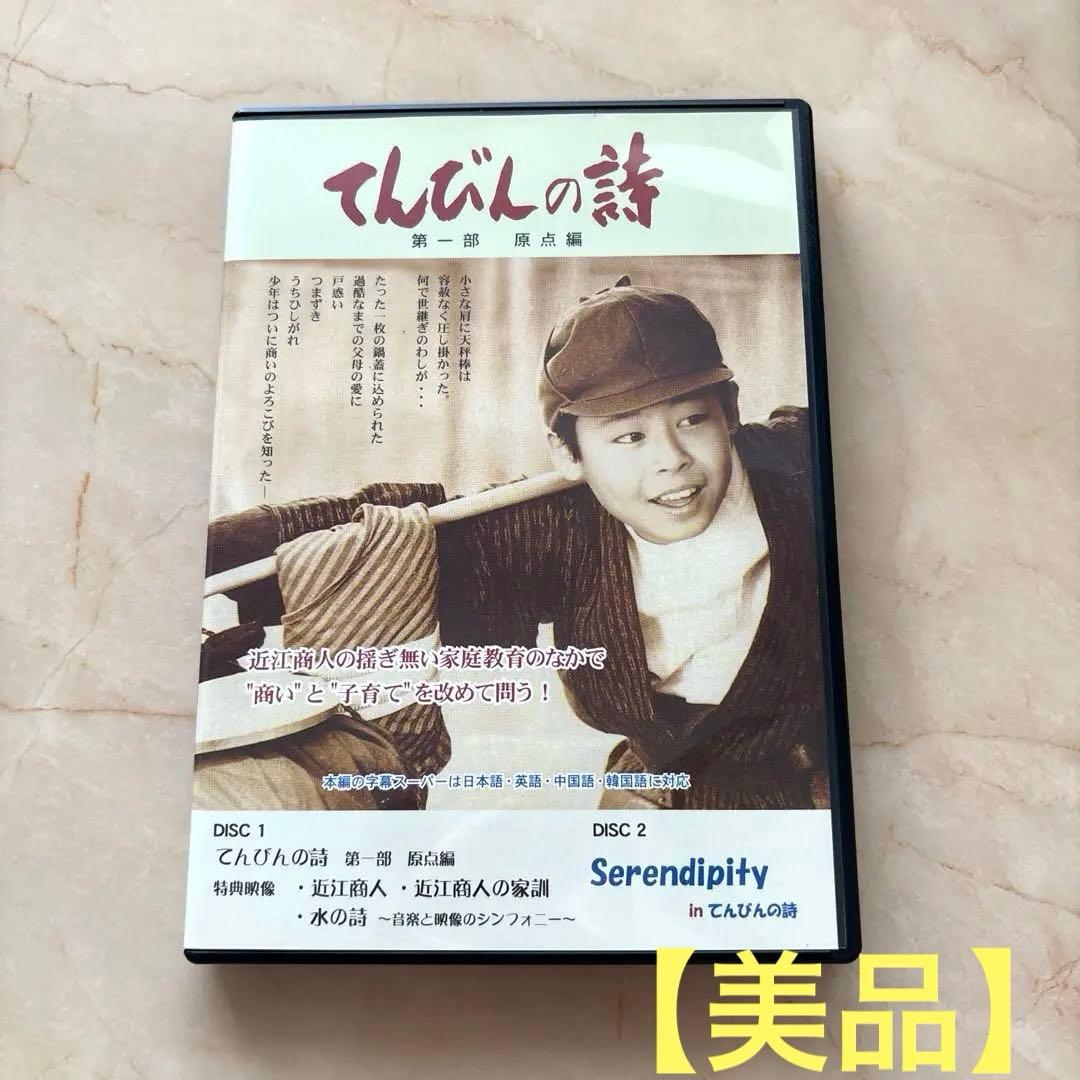 てんびんの詩
第一部 原点編
小さな肩に天秤棒は
容赦なく圧し掛かった。
何で世継ぎのわしが・・・
たった一枚の鍋蓋に込められた
過酷なまでの父母の愛に
戸惑い
つまずき
うちひしがれ
少年はついに商いのよろこびを知った―
近江商人の揺ぎ無い家庭教育のなかで
"商い"と"子育て"を改めて問う！
本編の字幕スーパーは日本語・英語・中国語・韓国語に対応
DISC 1
てんびんの詩 第一部 原点編
特典映像 ・近江商人 ・近江商人の家訓
・水の詩 ～音楽と映像のシンフォニー～
DISC 2
Serendipity
in てんびんの詩
【美品】